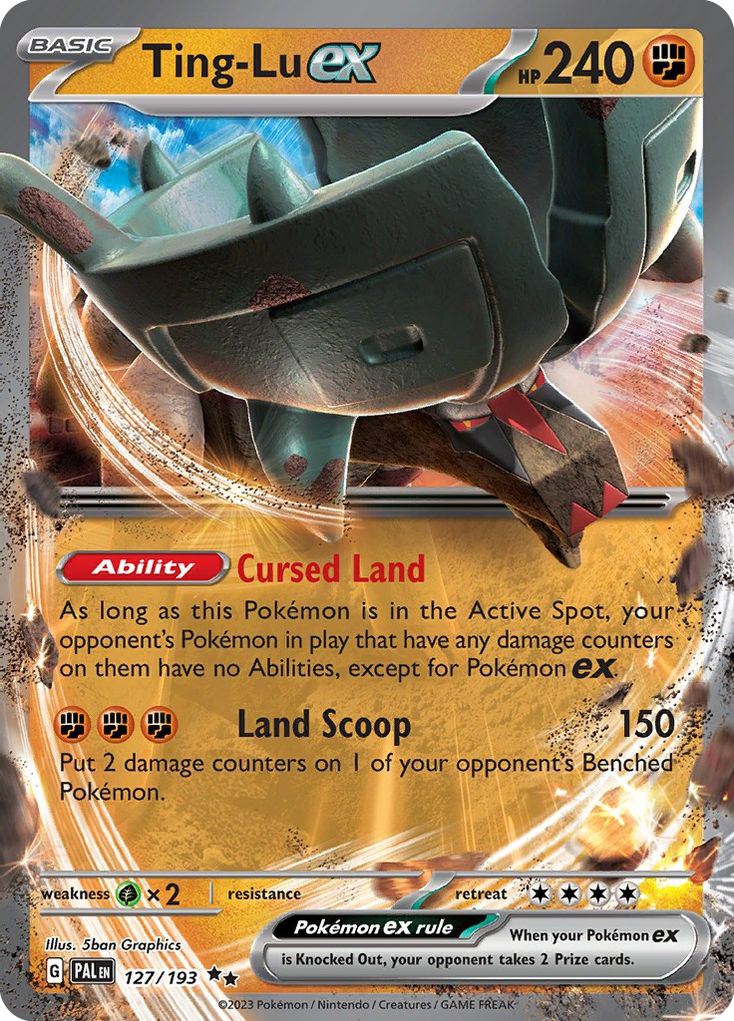 BASIC Ting-Lu ex HP 240
Ability Cursed Land
As long as this Pokémon is in the Active Spot, your
opponent's Pokémon in play that have any damage counters
on them have no Abilities, except for Pokémon ex.
Land Scoop 150
Put 2 damage counters on 1 of your opponent's Benched
Pokémon.
weakness ×2 resistance retreat
Illus. 5ban Graphics
Pokémon ex rule When your Pokémon ex
is Knocked Out, your opponent takes 2 Prize cards.
G PAL EN 127/193
©2023 Pokémon / Nintendo / Creatures / GAME FREAK